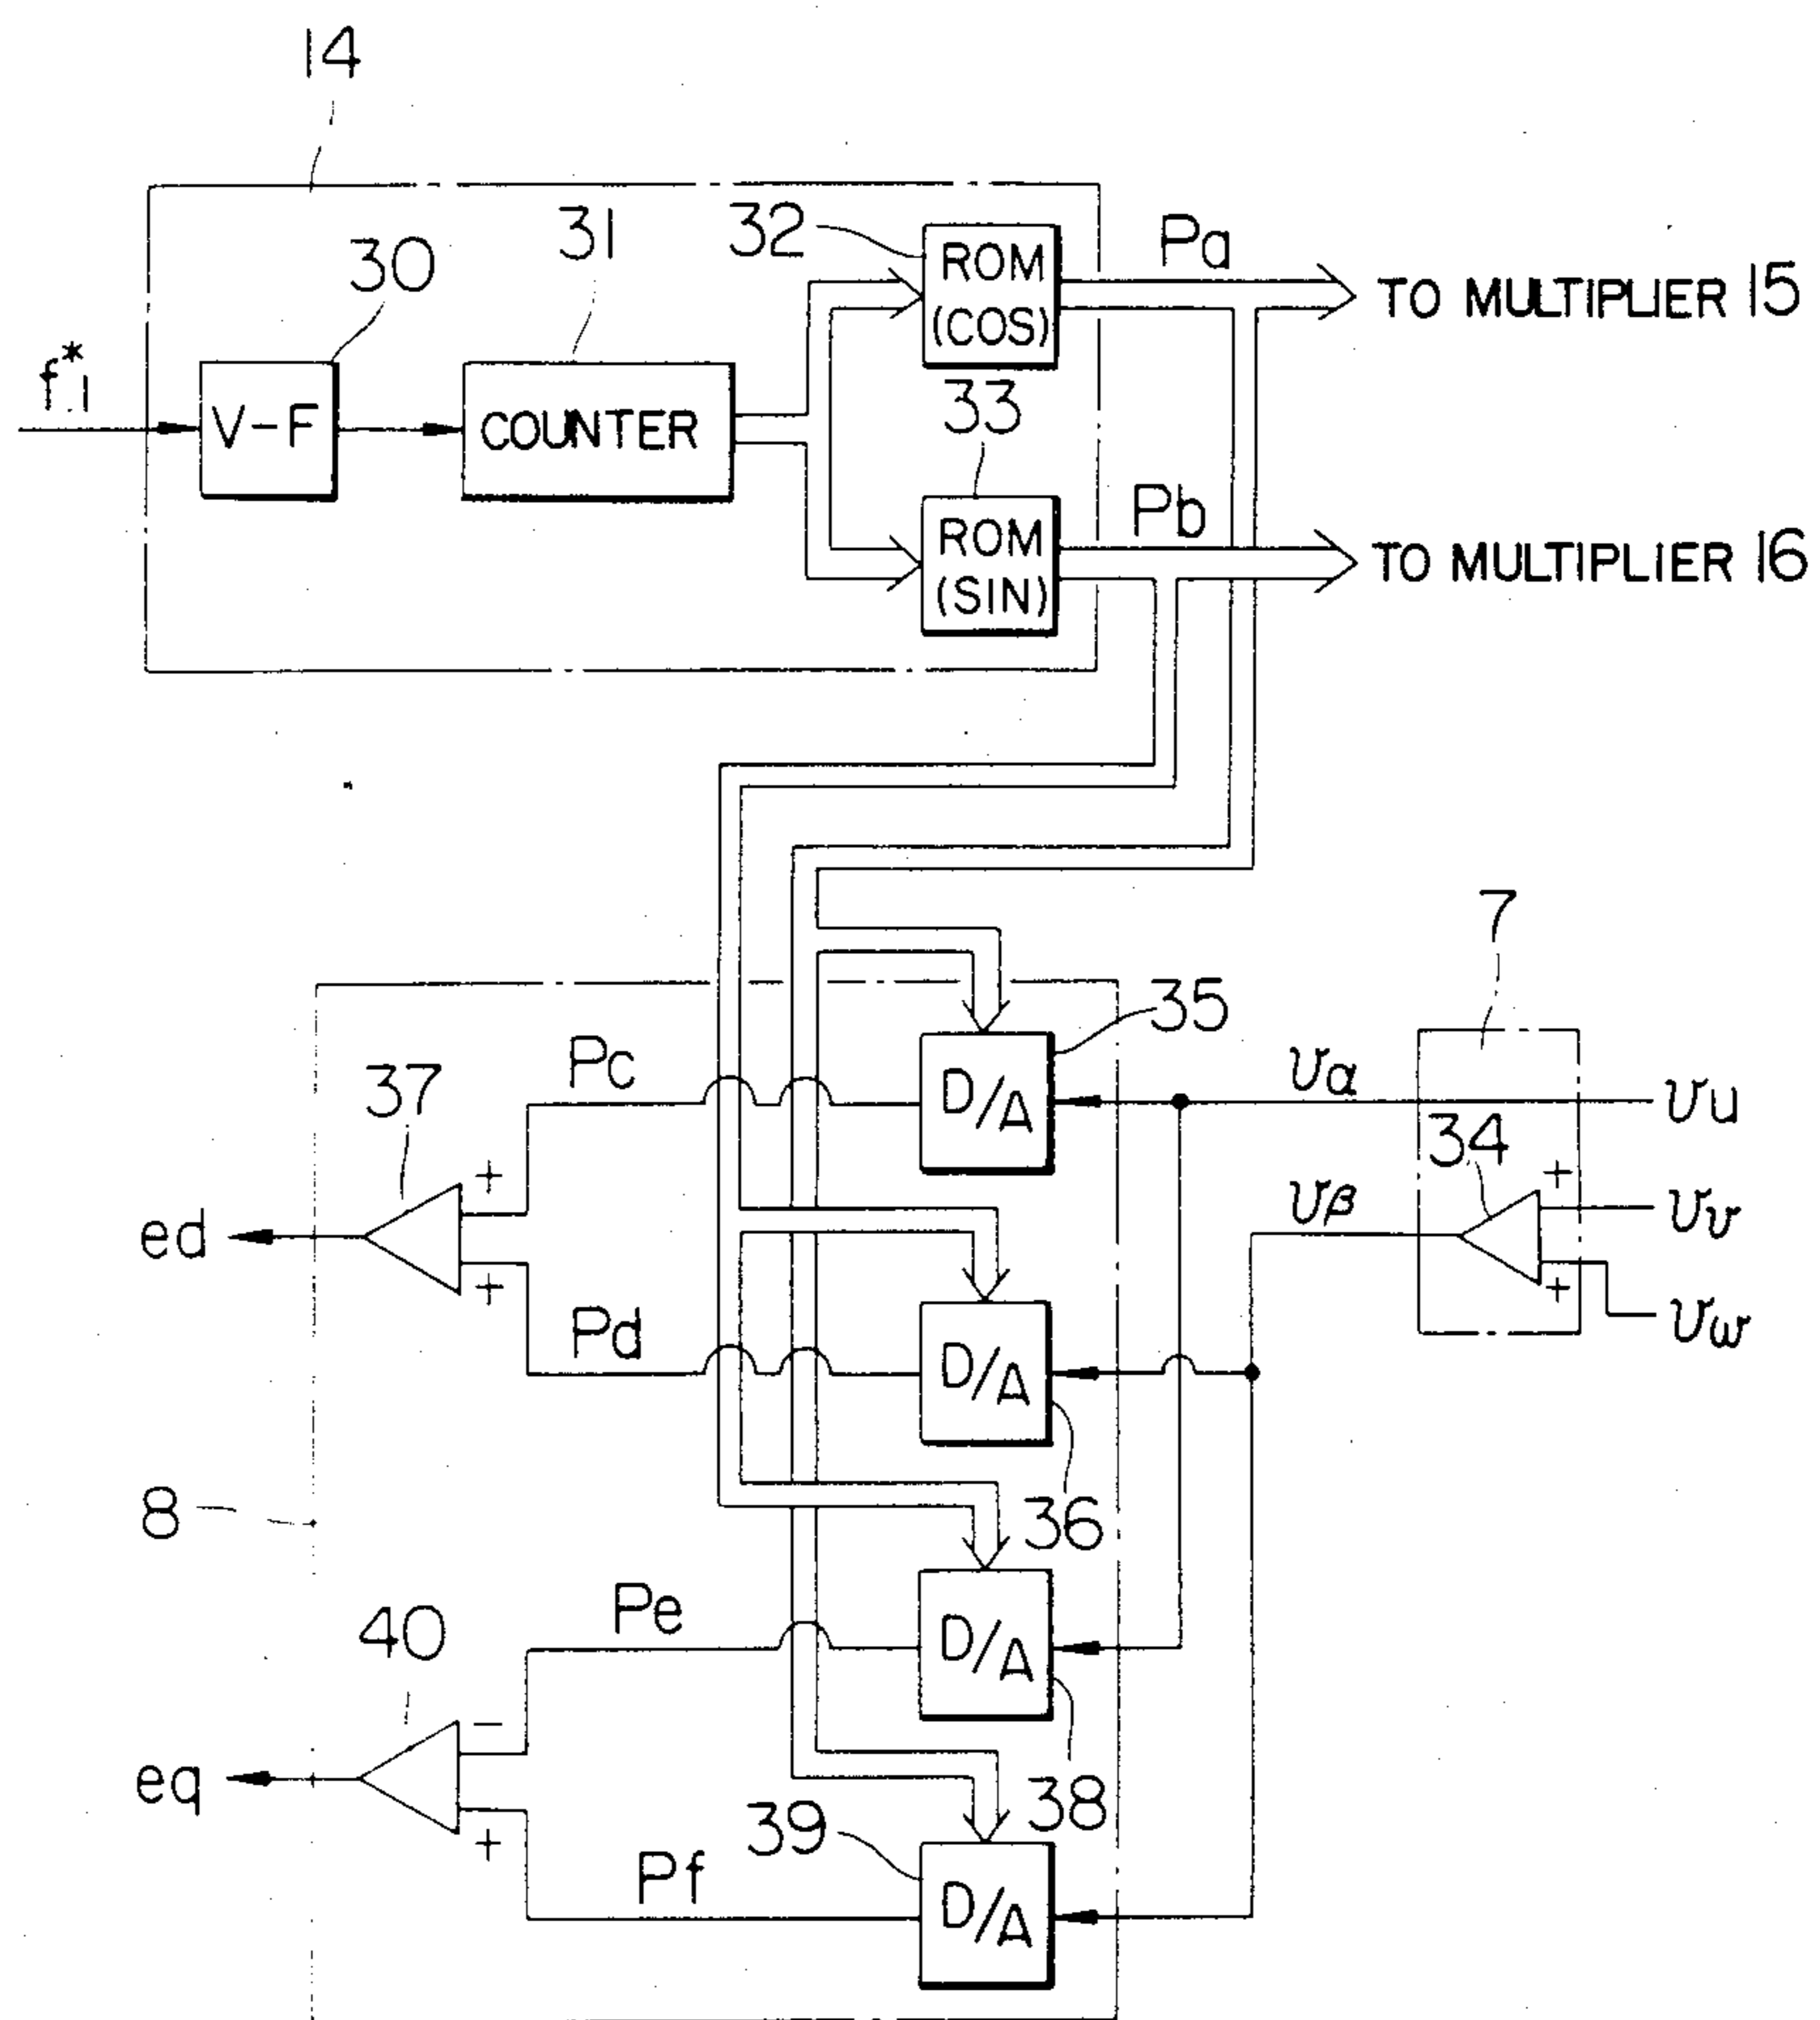 14
31
32
ROM
(COS)
Pa
TO MULTIPLIER 15
30
f1*
V-F
COUNTER
33
ROM
(SIN)
Pb
TO MULTIPLIER 16
7
35
Pc
D/A
37
vα
vu
34
+
+
vβ
vv
ed
+
+
vw
Pd
D/A
36
8
Pe
D/A
40
38
−
eq
39
+
Pf
D/A